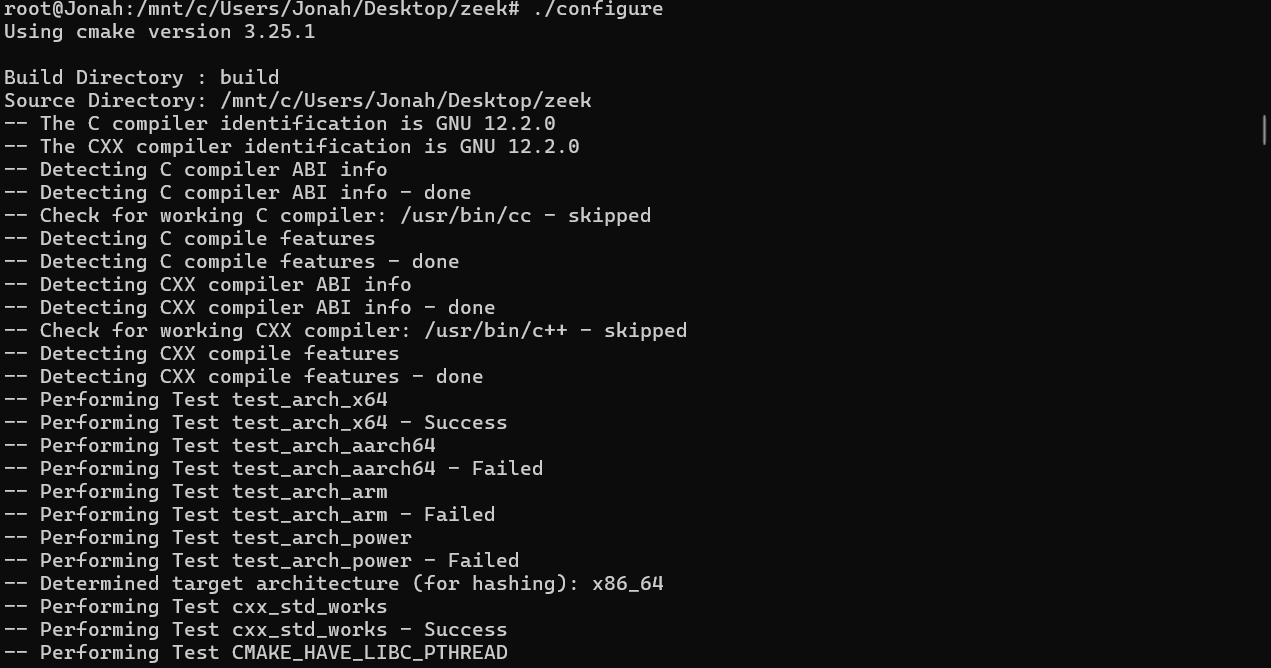 root@Jonah:/mnt/c/Users/Jonah/Desktop/zeek# ./configure
Using cmake version 3.25.1
Build Directory : build
Source Directory: /mnt/c/Users/Jonah/Desktop/zeek
-- The C compiler identification is GNU 12.2.0
-- The CXX compiler identification is GNU 12.2.0
-- Detecting C compiler ABI info
-- Detecting C compiler ABI info - done
-- Check for working C compiler: /usr/bin/cc - skipped
-- Detecting C compile features
-- Detecting C compile features - done
-- Detecting CXX compiler ABI info
-- Detecting CXX compiler ABI info - done
-- Check for working CXX compiler: /usr/bin/c++ - skipped
-- Detecting CXX compile features
-- Detecting CXX compile features - done
-- Performing Test test_arch_x64
-- Performing Test test_arch_x64 - Success
-- Performing Test test_arch_aarch64
-- Performing Test test_arch_aarch64 - Failed
-- Performing Test test_arch_arm
-- Performing Test test_arch_arm - Failed
-- Performing Test test_arch_power
-- Performing Test test_arch_power - Failed
-- Determined target architecture (for hashing): x86_64
-- Performing Test cxx_std_works
-- Performing Test cxx_std_works - Success
-- Performing Test CMAKE_HAVE_LIBC_PTHREAD